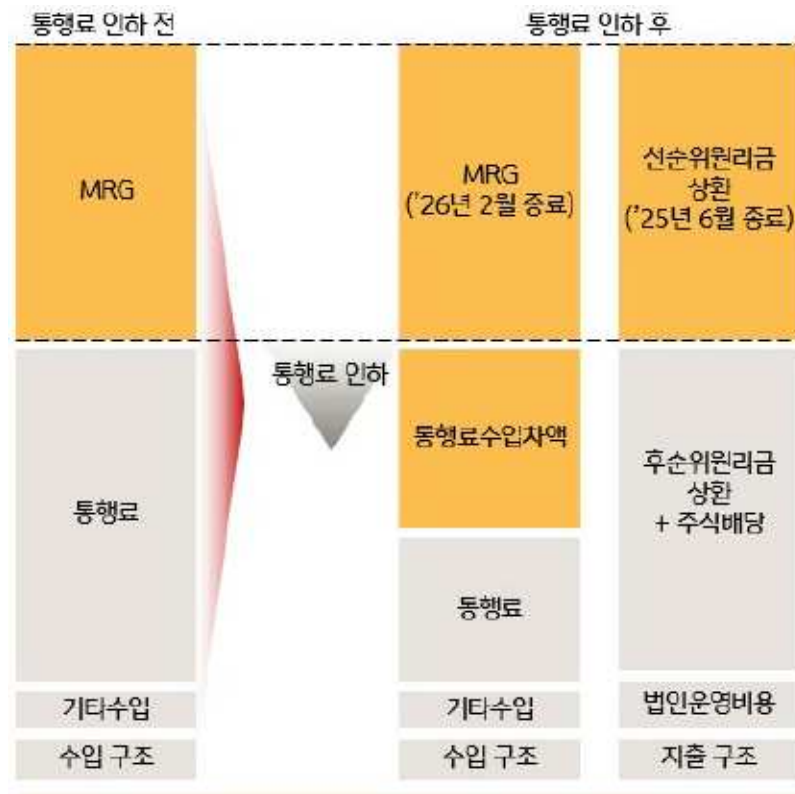 통행료 인하 전
통행료 인하 후
MRG
MRG
('26년 2월 종료)
선순위원리금
상환
('25년 6월 종료)
통행료 인하
통행료
통행료수입차액
통행료
후순위원리금
상환
+ 주식배당
기타수입
기타수입
법인운영비용
수입 구조
수입 구조
지출 구조